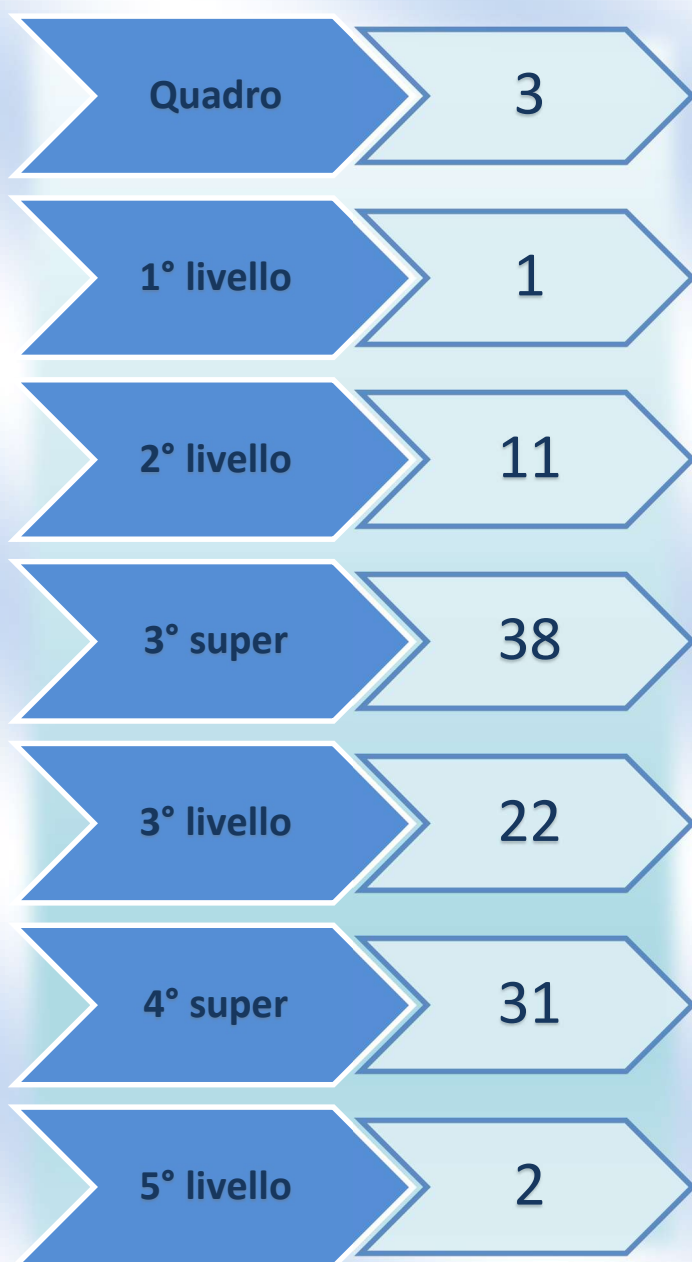 Quadro 3
1° livello 1
2° livello 11
3° super 38
3° livello 22
4° super 31
5° livello 2